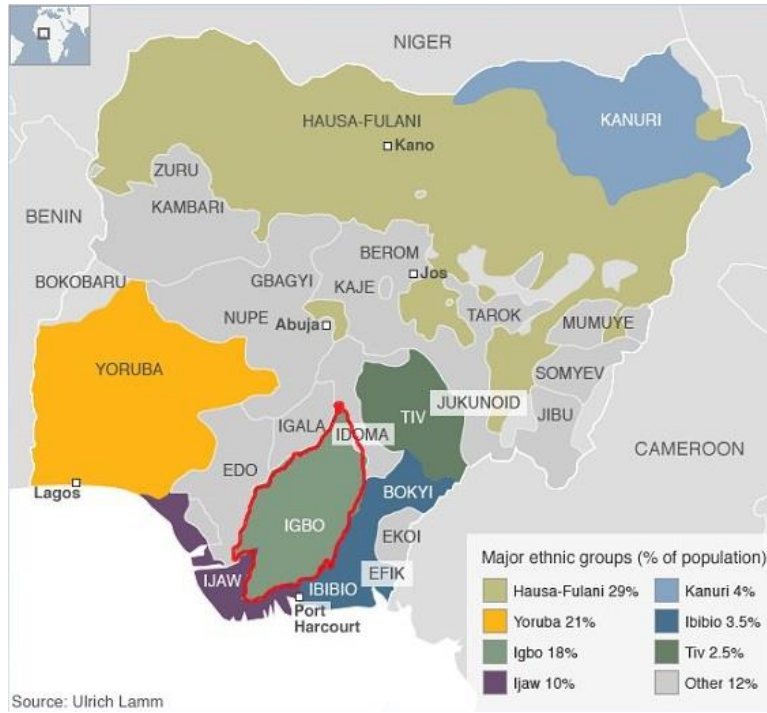 NIGER
HAUSA-FULANI
Kano
KANURI
ZURU
KAMBARI
BENIN
BEROM
Jos
BOKOBARU
GBAGYI
KAJE
NUPE
Abuja
TAROK
MUMUYE
YORUBA
SOMYEV
TIV
JUKUNOID
JIBU
IGALA
IDOMA
CAMEROON
EDO
Lagos
BOKYI
IGBO
EKOI
IJAW
IBIBIO
EFIK
Port
Harcourt
Major ethnic groups (% of population)
Hausa-Fulani 29%
Yoruba 21%
Igbo 18%
Ijaw 10%
Kanuri 4%
Ibibio 3.5%
Tiv 2.5%
Other 12%
Source: Ulrich Lamm